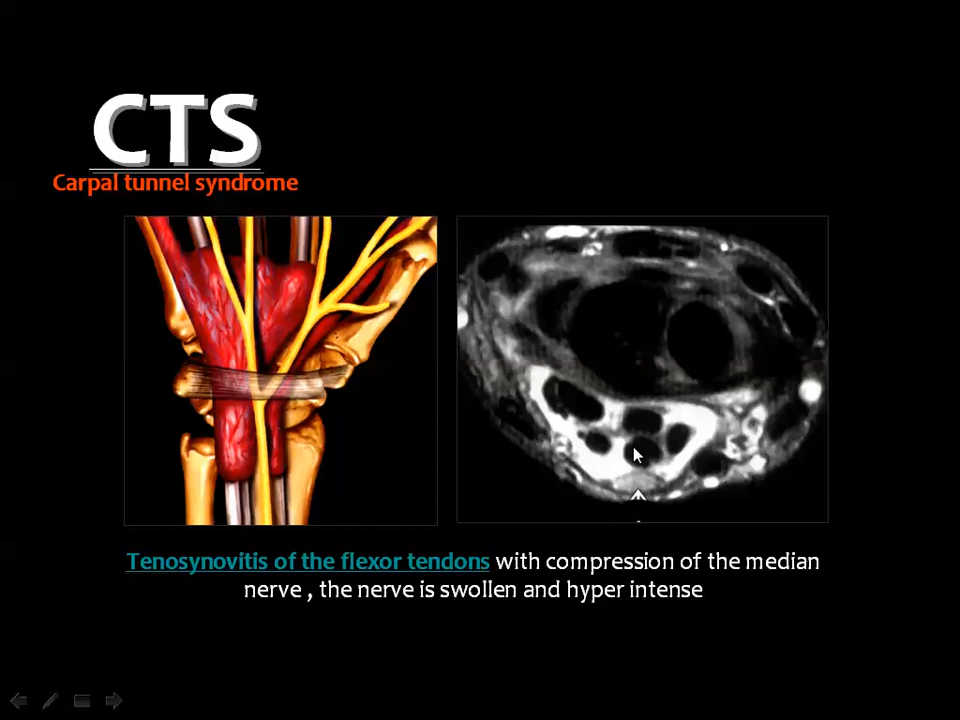 CTS
Carpal tunnel syndrome
Tenosynovitis of the flexor tendons with compression of the median
nerve , the nerve is swollen and hyper intense